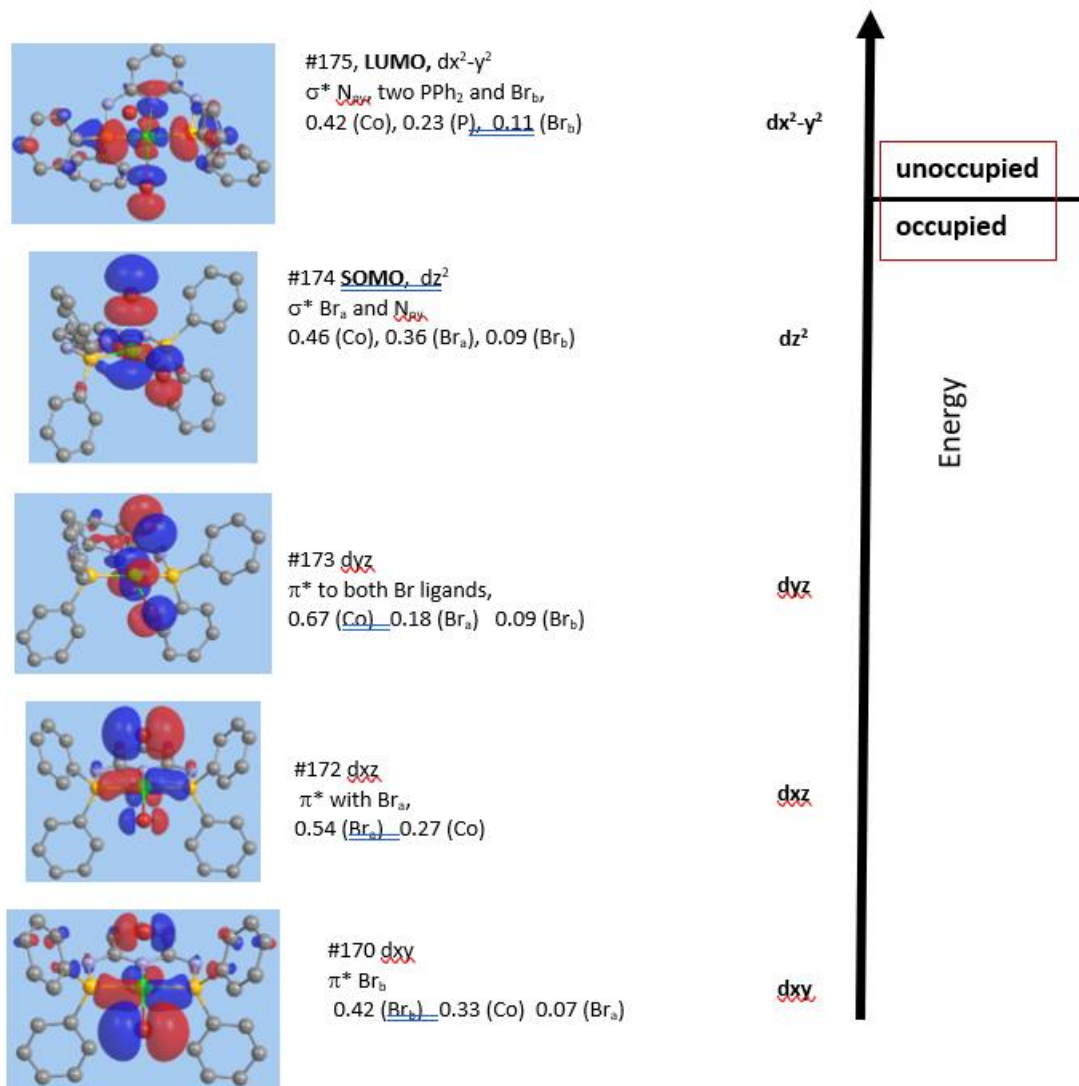 #175, LUMO, dx²-y²
σ* Npy, two PPh₂ and Brb,
0.42 (Co), 0.23 (P), 0.11 (Brb)
dx²-y²
unoccupied
occupied
#174 SOMO, dz²
σ* Brₐ and Npy
0.46 (Co), 0.36 (Brₐ), 0.09 (Brb)
dz²
Energy
#173 dyz
π* to both Br ligands,
0.67 (Co) 0.18 (Brₐ) 0.09 (Brb)
dyz
#172 dxz
π* with Brₐ,
0.54 (Brₐ) 0.27 (Co)
dxz
#170 dxy
π* Brb
0.42 (Brb) 0.33 (Co) 0.07 (Brₐ)
dxy